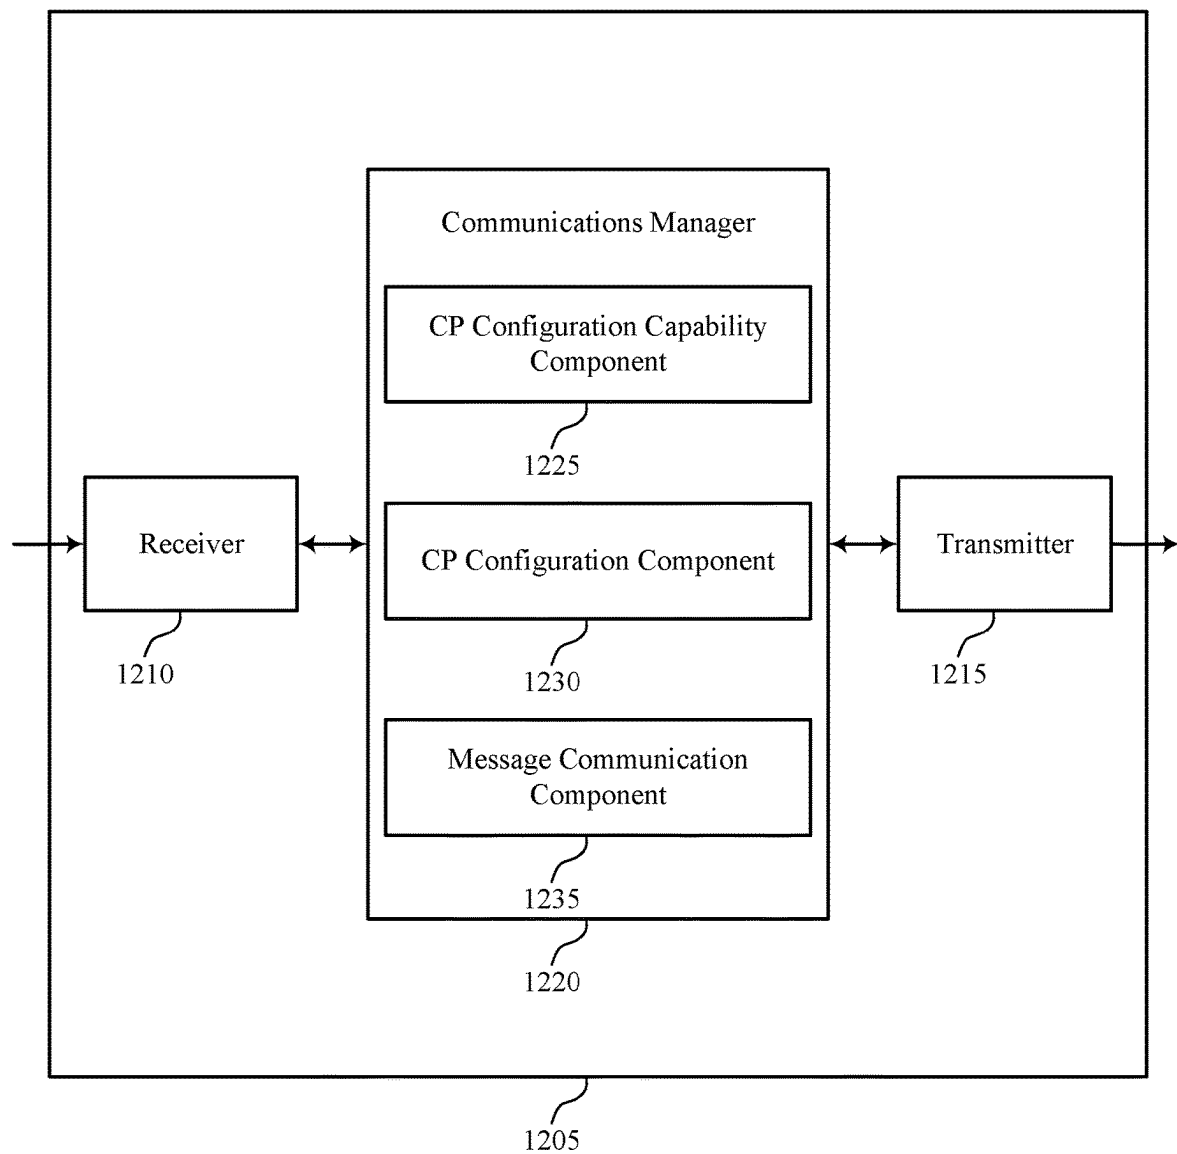 Communications Manager
CP Configuration Capability
Component
1225
Receiver
1210
CP Configuration Component
1230
Transmitter
1215
Message Communication
Component
1235
1220
1205